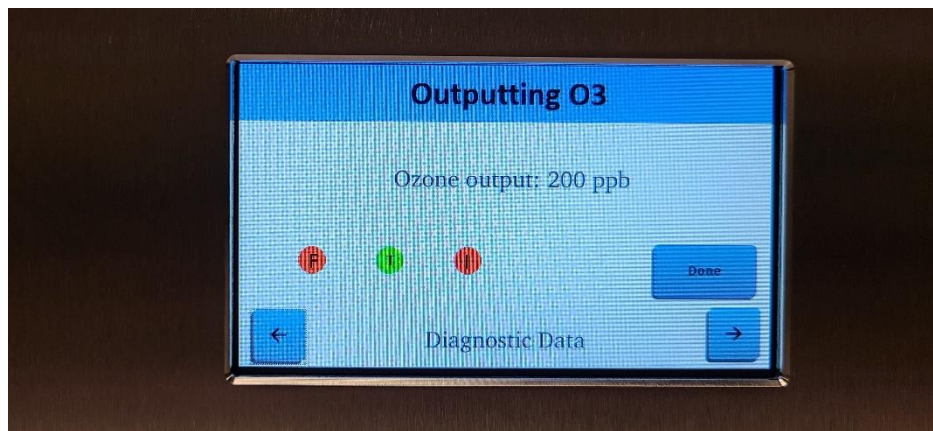 Outputting O3
Ozone output: 200 ppb
F T I
Done
← Diagnostic Data →